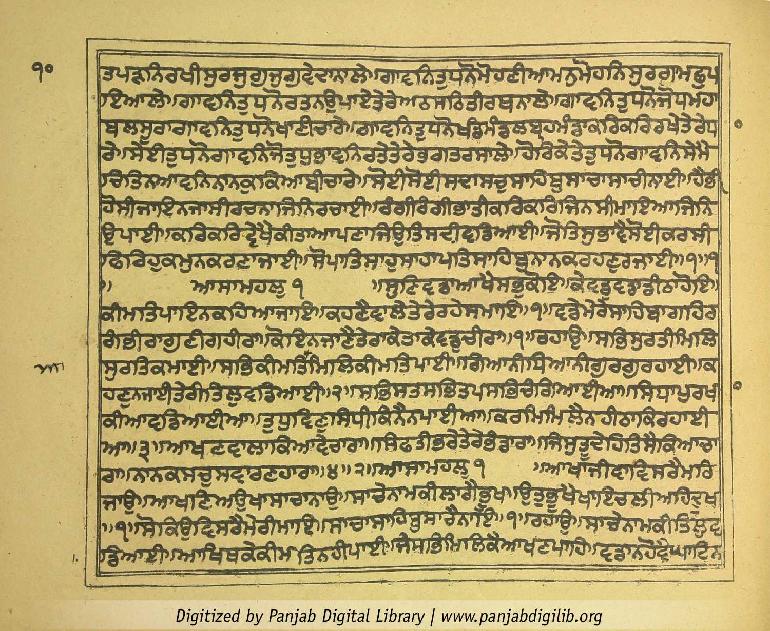 ੧੦
ਤਪੜਨਿਰਖੀਸੁਰਜੁਗੁਜੁਗੁਵੇਦਾਨਾਲੇ॥ਗਾਵਨਿਤੁਧਨੋਮੋਹਣੀਆਮਨੁਮੋਹਨਿਸੁਰਗੁਮਛੁਪ
ਇਆਲੇ॥ਗਾਵਨਿਤੁਧਨੋਰਤਨਉਪਾਏਤੇਰੇਅਠਸਠਿਤੀਰਥਨਾਲੇ॥ਗਾਵਨਿਤੁਧਨੋਜੋਧਮਹਾ
ਬਲਸੂਰਾਗਾਵਨਿਤੁਧਨੋਖਾਣੀਚਾਰੇ॥ਗਾਵਨਿਤੁਧਨੋਖੰਡਮੰਡਲਬ੍ਰਹਮੰਡਾਕਰਿਕਰਿਰਖੇਤੇਰੇਧ
ਰੇ॥ਸੇਈਤੁਧਨੋਗਾਵਨਿਜੋਤੁਧੁਭਾਵਨਿਰਤੇਤੇਰੇਭਗਤਰਸਾਲੇ॥ਹੋਰਿਕੇਤੇਤੁਧਨੋਗਾਵਨਿਸੇਮੈ
ਚਿਤਿਨਆਵਨਿਨਾਨਕੁਕਿਆਬੀਚਾਰੇ॥ਸੋਈਸੋਈਸਦਾਸਚੁਸਾਹਿਬੁਸਾਚਾਸਾਚੀਨਾਈ॥ਹੈਭੀ
ਹੋਸੀਜਾਇਨਜਾਸੀਰਚਨਾਜਿਨਿਰਚਾਈ॥ਰੰਗੀਰੰਗੀਭਾਤੀਕਰਿਕਰਿਜਿਨਸੀਮਾਇਆਜਿਨਿ
ਉਪਾਈ॥ਕਰਿਕਰਿਦੇਖੈਕੀਤਾਆਪਣਾਜਿਉਤਿਸਦੀਵਡਿਆਈ॥ਜੋਤਿਸੁਭਾਵੈਸੋਈਕਰਸੀ
ਫਿਰਿਹੁਕਮੁਨਕਰਣਾਜਾਈ॥ਸੋਪਾਤਿਸਾਹੁਸਾਹਾਪਤਿਸਾਹਿਬੁਨਾਨਕਰਹਣੁਰਜਾਈ॥੧॥੧
॥ ਆਸਾਮਹਲੁ ੧ ॥ਸੁਣਿਵਡਾਆਖੈਸਭੁਕੋਇ॥ਕੇਵਡੁਵਡਾਡੀਠਾਹੋਇ॥
ਕੀਮਤਿਪਾਇਨਕਹਿਆਜਾਇ॥ਕਹਣੈਵਾਲੇਤੇਰੇਰਹੇਸਮਾਇ॥੧॥ਵਡੇਮੇਰੇਸਾਹਿਬਾਗਹਿਰ
ਗੰਭੀਰਾਗੁਣੀਗਹੀਰਾ॥ਕੋਇਨਜਾਣੈਤੇਰਾਕੇਤਾਕੇਵਡੁਚੀਰਾ॥੧॥ਰਹਾਉ॥ਸਭਿਸੁਰਤੀਮਿਲਿ
ਸੁਰਤਿਕਮਾਈ॥ਸਭਕੀਮਤਿਮਿਲਿਕੀਮਤਿਪਾਈ॥ਗਿਆਨੀਧਿਆਨੀਗੁਰਗੁਰਹਾਈ॥ਕ
ਹਣੁਨਜਾਈਤੇਰੀਤਿਲੁਵਡਿਆਈ॥੨॥ਸਭਿਸਤਸਭਿਤਪਸਭਿਚੰਗਿਆਈਆ॥ਸਿਧਾਪੁਰਖ
ਕੀਆਵਡਿਆਈਆ॥ਤੁਧੁਵਿਣੁਸਿਧੀਕਿਨੈਨਪਾਈਆ॥ਕਰਮਿਮਿਲੈਨਹੀਠਾਕਿਰਹਾਈ
ਆ॥੩॥ਆਖਣਵਾਲਾਕਿਆਵੇਚਾਰਾ॥ਸਿਫਤੀਭਰੇਤੇਰੇਭੰਡਾਰਾ॥ਜਿਸੁਤੂਦੇਹਿਤਿਸੈਕਿਆਚਾ
ਰਾ॥ਨਾਨਕਸਚੁਸਵਾਰਣਹਾਰਾ॥੪॥੨॥ਆਸਾਮਹਲੁ ੧ ॥ਆਖਾਜੀਵਾਵਿਸਰੈਮਰਿ
ਜਾਉ॥ਆਖਣਿਅਉਖਾਸਾਚਾਨਾਉ॥ਸਾਚੇਨਾਮਕੀਲਾਗੈਭੂਖ॥ਉਤੁਭੂਖੈਖਾਇਚਲੀਅਹਿਦੂਖ
॥੧॥ਸੋਕਿਉਵਿਸਰੈਮੇਰੀਮਾਇ॥ਸਾਚਾਸਾਹਿਬੁਸਾਚੈਨਾਇ॥੧॥ਰਹਾਉ॥ਸਾਚੇਨਾਮਕੀਤਿਲੁਵ
ਡਿਆਈ॥ਆਖਿਥਕੇਕੀਮਤਿਨਹੀਪਾਈ॥ਜੇਸਭਿਮਿਲਿਕੈਆਖਣਪਾਹਿ॥ਵਡਾਨਹੋਵੈਘਾਟਿਨ
Digitized by Panjab Digital Library | www.panjabdigilib.org